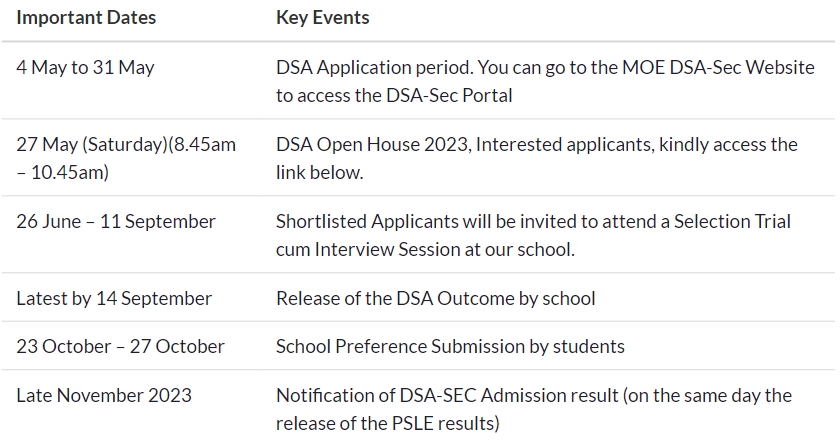 Important Dates Key Events
4 May to 31 May DSA Application period. You can go to the MOE DSA-Sec Website
to access the DSA-Sec Portal
27 May (Saturday)(8.45am DSA Open House 2023, Interested applicants, kindly access the
– 10.45am) link below.
26 June – 11 September Shortlisted Applicants will be invited to attend a Selection Trial
cum Interview Session at our school.
Latest by 14 September Release of the DSA Outcome by school
23 October – 27 October School Preference Submission by students
Late November 2023 Notification of DSA-SEC Admission result (on the same day the
release of the PSLE results)